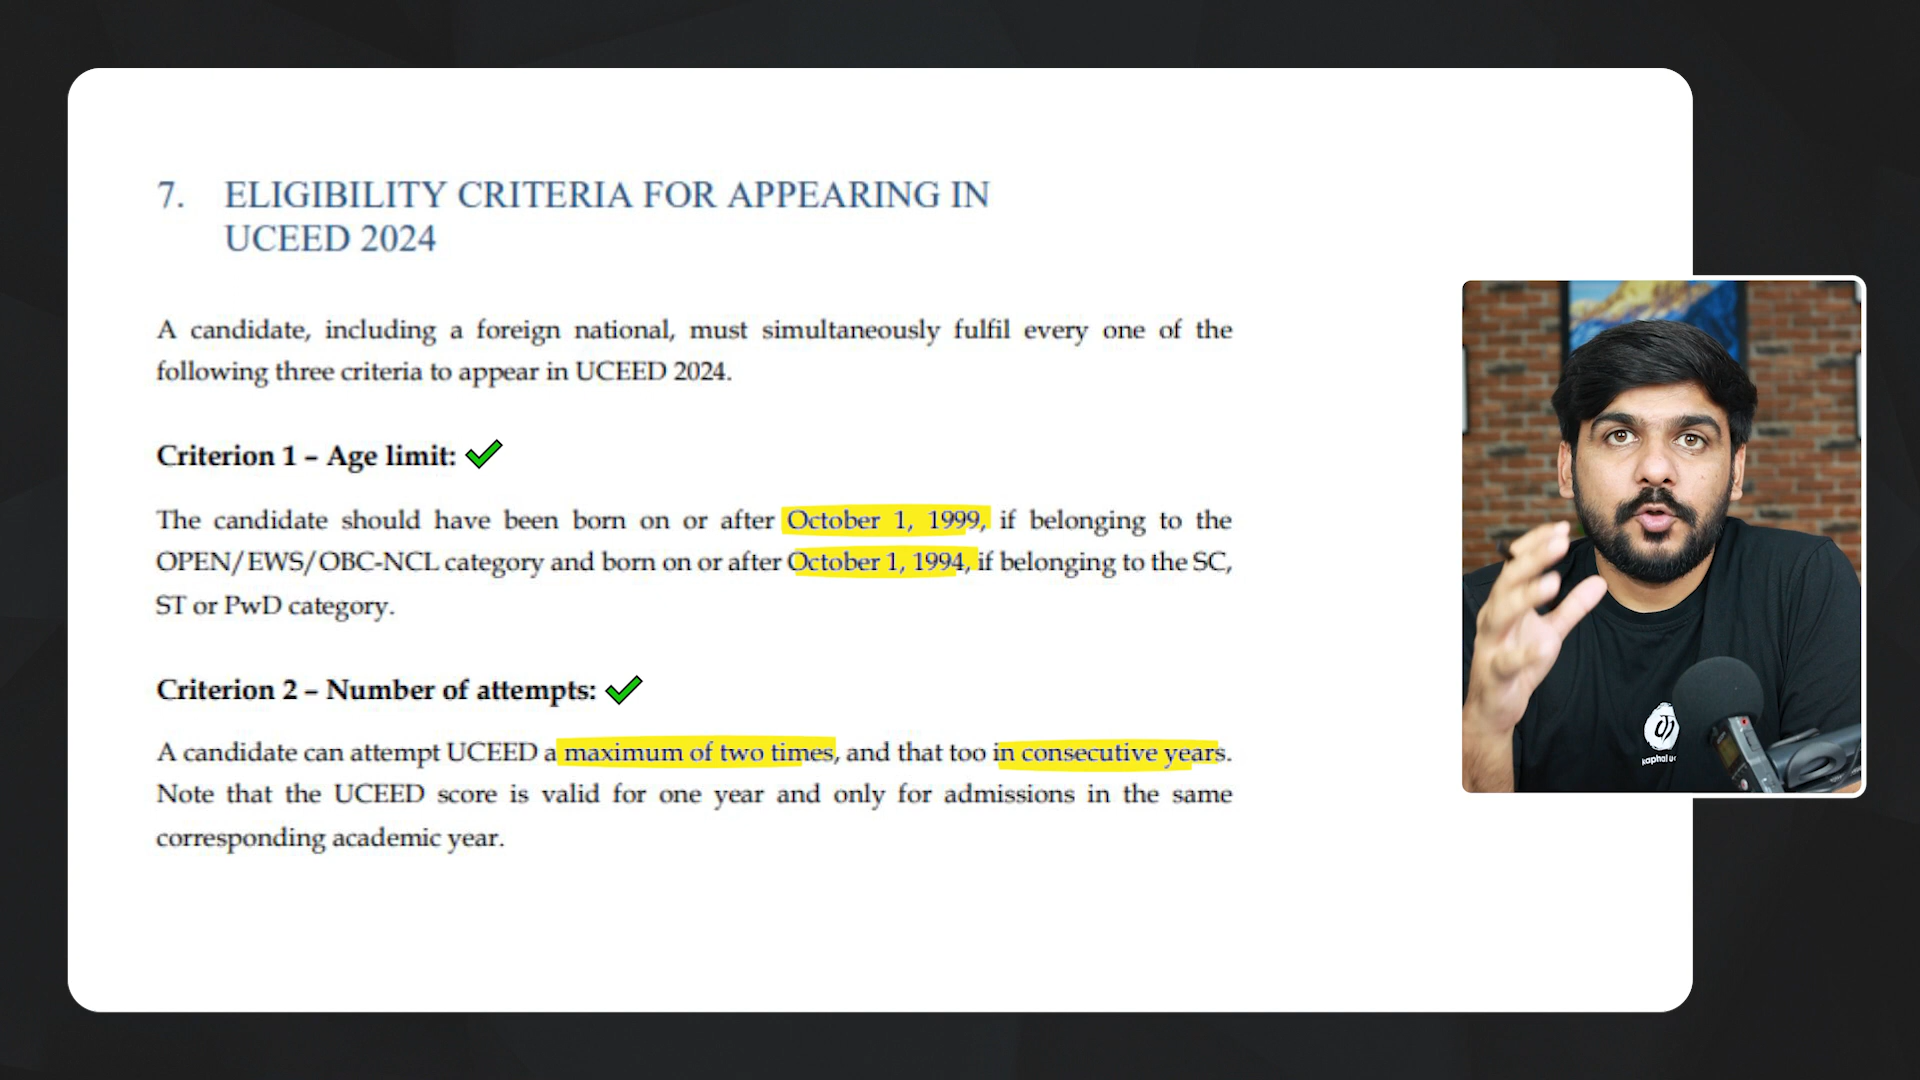 7. ELIGIBILITY CRITERIA FOR APPEARING IN
UCEED 2024
A candidate, including a foreign national, must simultaneously fulfil every one of the
following three criteria to appear in UCEED 2024.
Criterion 1 – Age limit:
The candidate should have been born on or after October 1, 1999, if belonging to the
OPEN/EWS/OBC-NCL category and born on or after October 1, 1994, if belonging to the SC,
ST or PwD category.
Criterion 2 – Number of attempts:
A candidate can attempt UCEED a maximum of two times, and that too in consecutive years.
Note that the UCEED score is valid for one year and only for admissions in the same
corresponding academic year.